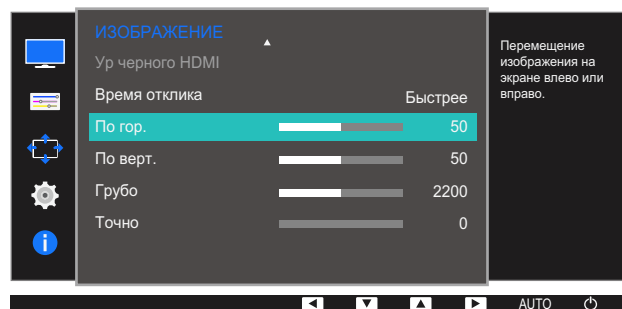 ИЗОБРАЖЕНИЕ
Ур черного HDMI
Время отклика Быстрее
По гор. 50
По верт. 50
Грубо 2200
Точно 0
Перемещение
изображения на
экране влево или
вправо.
AUTO